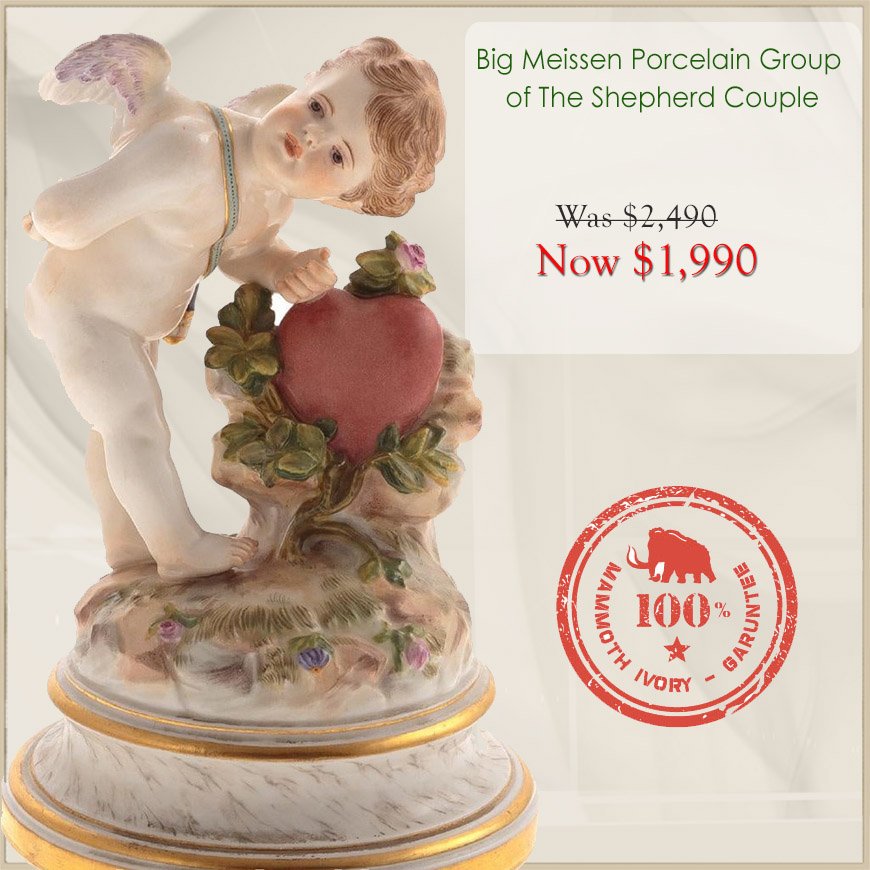 Big Meissen Porcelain Group
of The Shepherd Couple
Was $2,490
Now $1,990
100%
MAMMOTH IVORY - GARUNTEE